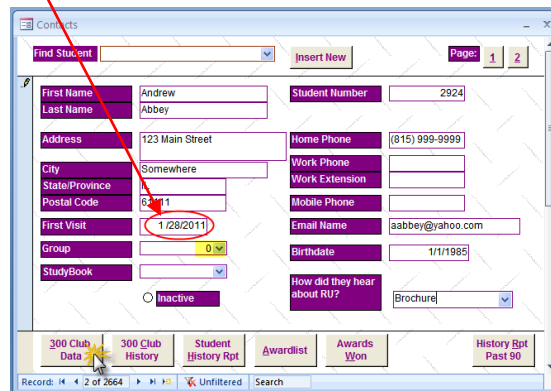 Contacts
Find Student
Insert New
Page: 1 2
First Name Andrew Student Number 2924
Last Name Abbey
Address 123 Main Street Home Phone (815) 999-9999
Work Phone
City Somewhere Work Extension
State/Province
Postal Code Mobile Phone
First Visit 1 /28/2011 Email Name aabbey@yahoo.com
Group 0 Birthdate 1/1/1985
StudyBook
How did they hear
about RU? Brochure
Inactive
300 Club Data
300 Club History
Student History Rpt
Awardlist
Awards Won
History Rpt Past 90
Record: 2 of 2664 Unfiltered Search